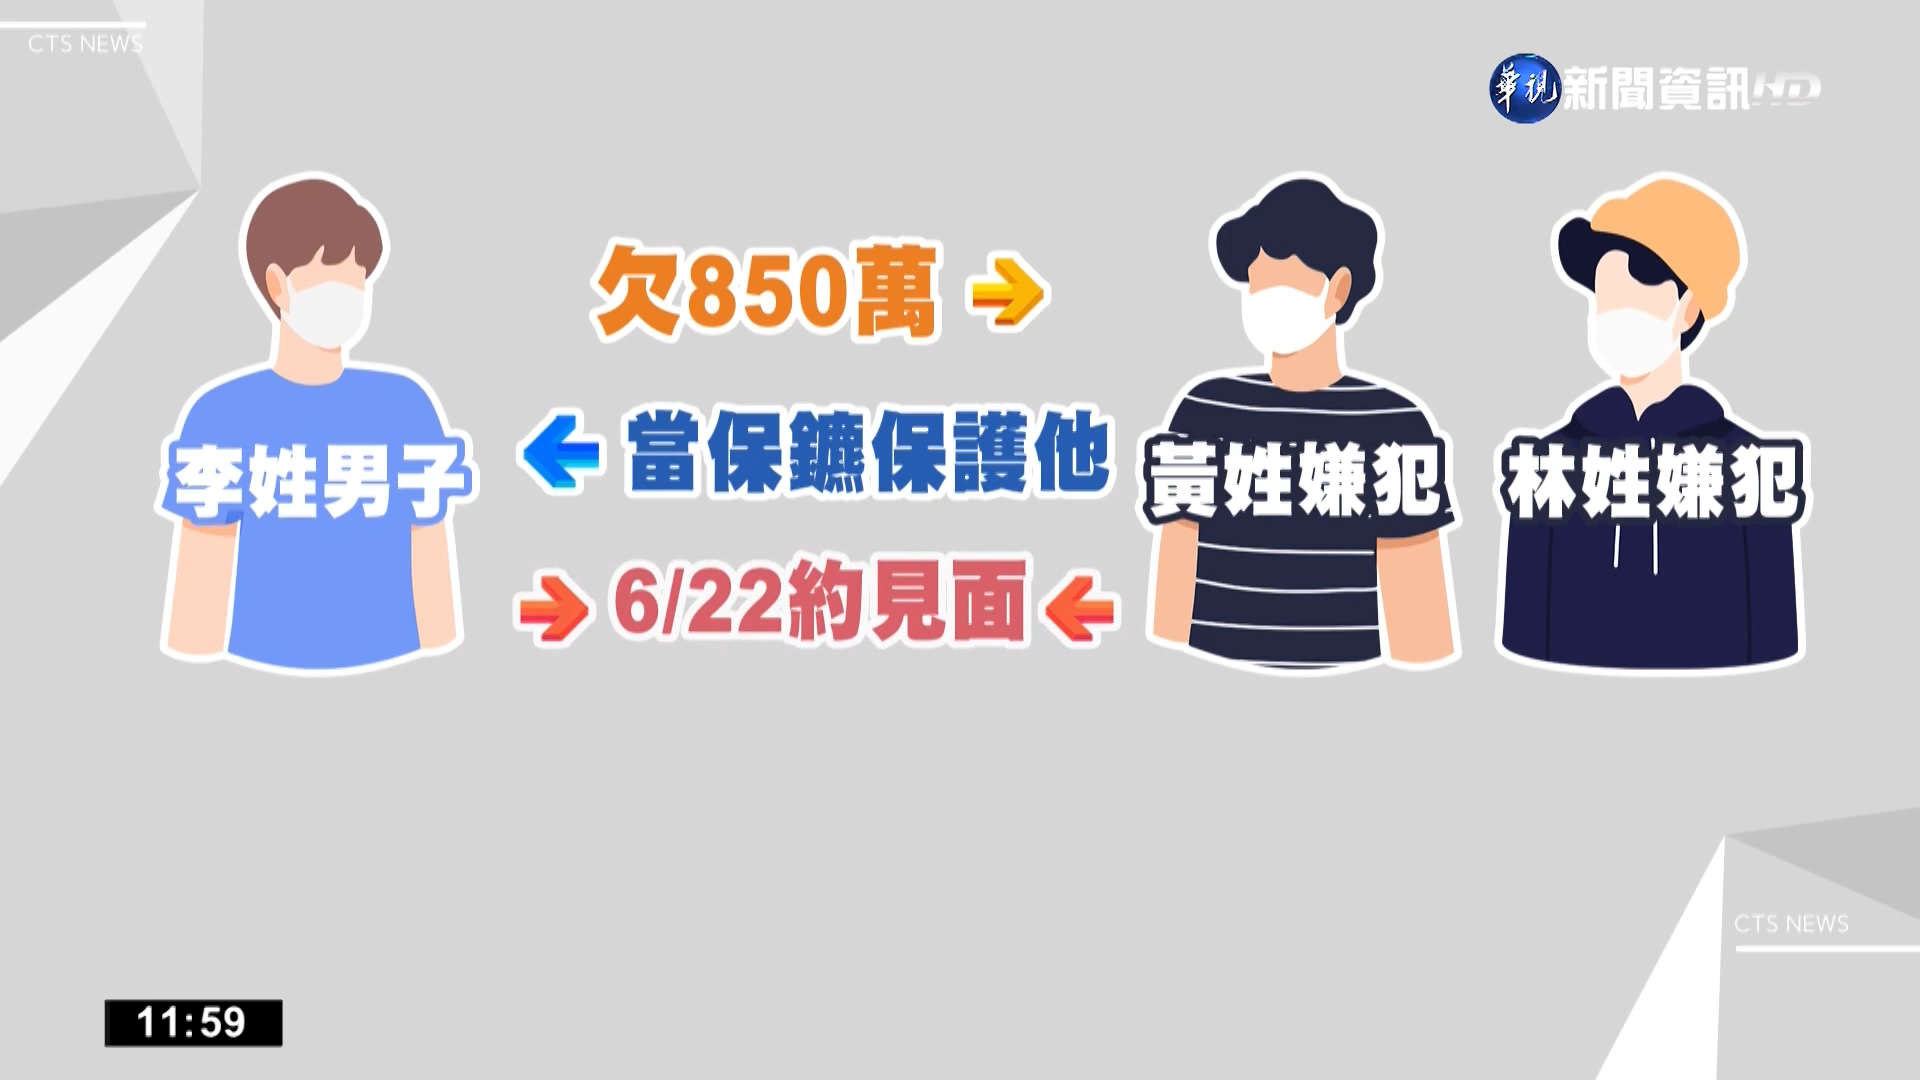 CTS NEWS
華視新聞資訊HD
欠850萬
當保鑣保護他
李姓男子
黃姓嫌犯
林姓嫌犯
6/22約見面
CTS NEWS
11:59